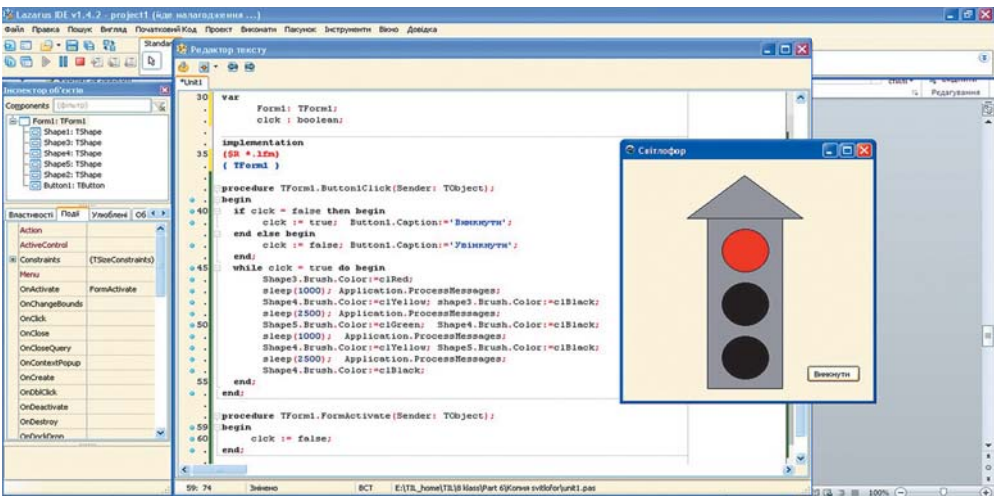 Lazarus IDE v1.4.2 - project1 (йде налагодження ...)
Файл Правка Пошук Вигляд Початковий Код Проект Виконати Пакунок Інструменти Вікно Довідка
Standar
Редактор тексту
*Unit1
Інспектор об'єктів
Components (фільтр)
Form1: TForm1
Shape1: TShape
Shape3: TShape
Shape4: TShape
Shape5: TShape
Shape2: TShape
Button1: TButton
Властивості Події Улюблені Об
Action
ActiveControl
Constraints (TSizeConstraints)
Menu
OnActivate FormActivate
OnChangeBounds
OnClick
OnClose
OnCloseQuery
OnContextPopup
OnCreate
OnDblClick
OnDeactivate
OnDestroy
OnDockDrop
30 var
Form1: TForm1;
clck : boolean;
implementation
35 {$R *.lfm}
{ TForm1 }
procedure TForm1.Button1Click(Sender: TObject);
begin
40 if clck = false then begin
clck := true; Button1.Caption:='Вимкнути';
end else begin
clck := false; Button1.Caption:='Увімкнути';
end;
45 while clck = true do begin
Shape3.Brush.Color:=clRed;
sleep(1000); Application.ProcessMessages;
Shape4.Brush.Color:=clYellow; shape3.Brush.Color:=clBlack;
sleep(2500); Application.ProcessMessages;
50 Shape5.Brush.Color:=clGreen; Shape4.Brush.Color:=clBlack;
sleep(1000); Application.ProcessMessages;
Shape4.Brush.Color:=clYellow; Shape5.Brush.Color:=clBlack;
sleep(2500); Application.ProcessMessages;
Shape4.Brush.Color:=clBlack;
55 end;
end;
procedure TForm1.FormActivate(Sender: TObject);
59 begin
60 clck := false;
end;
59: 74 Змінено ВСТ E:\TIL_home\TIL\8 klass\Part 6\Копия svitlofor\unit1.pas
Світлофор
Вимкнути
Редагування
100%